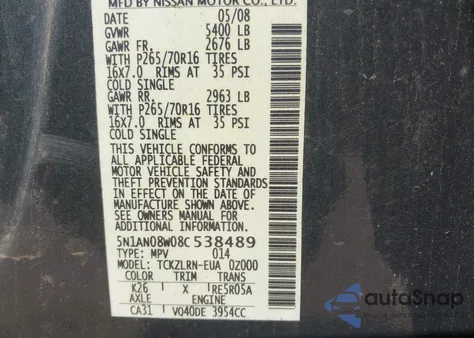 MFD BY NISSAN MOTOR CO., LTD.
DATE 05/08
GVWR 5400 LB
GAWR FR. 2676 LB
WITH P265/70R16 TIRES
16x7.0 RIMS AT 35 PSI
COLD SINGLE
GAWR RR. 2963 LB
WITH P265/70R16 TIRES
16x7.0 RIMS AT 35 PSI
COLD SINGLE
THIS VEHICLE CONFORMS TO
ALL APPLICABLE FEDERAL
MOTOR VEHICLE SAFETY AND
THEFT PREVENTION STANDARDS
IN EFFECT ON THE DATE OF
MANUFACTURE SHOWN ABOVE.
SEE OWNERS MANUAL FOR
ADDITIONAL INFORMATION.
5N1AN08W08C538489
TYPE: MPV 014
MODEL: TCKZLRN-EUA 0Z000
COLOR TRIM TRANS
K26 X RE5R05A
AXLE ENGINE
CA31 VQ40DE 3954CC
autoSnap